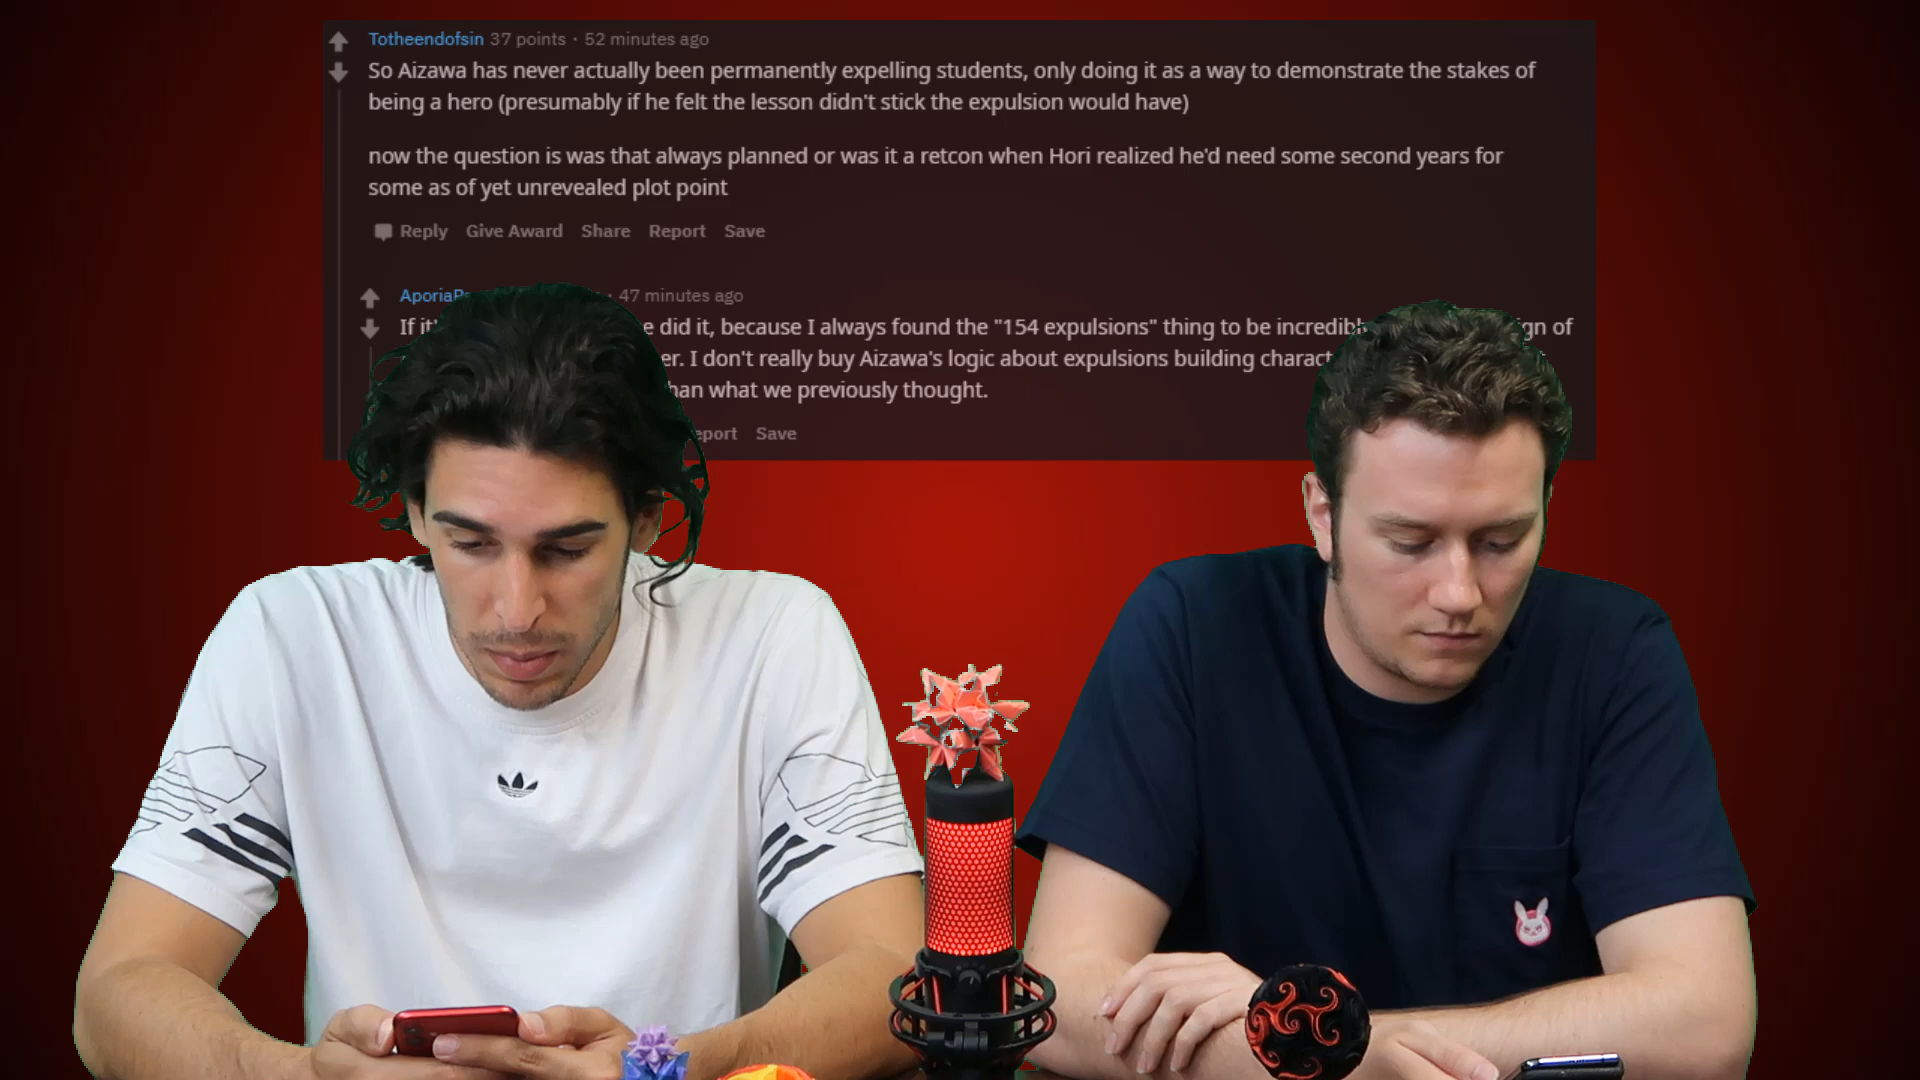 Totheendofsin 37 points · 52 minutes ago
So Aizawa has never actually been permanently expelling students, only doing it as a way to demonstrate the stakes of
being a hero (presumably if he felt the lesson didn't stick the expulsion would have)
now the question is was that always planned or was it a retcon when Hori realized he'd need some second years for
some as of yet unrevealed plot point
Reply Give Award Share Report Save
· 47 minutes ago
did it, because I always found the "154 expulsions" thing to be of
I don't really buy Aizawa's logic about expulsions building
what we previously thought.
Save